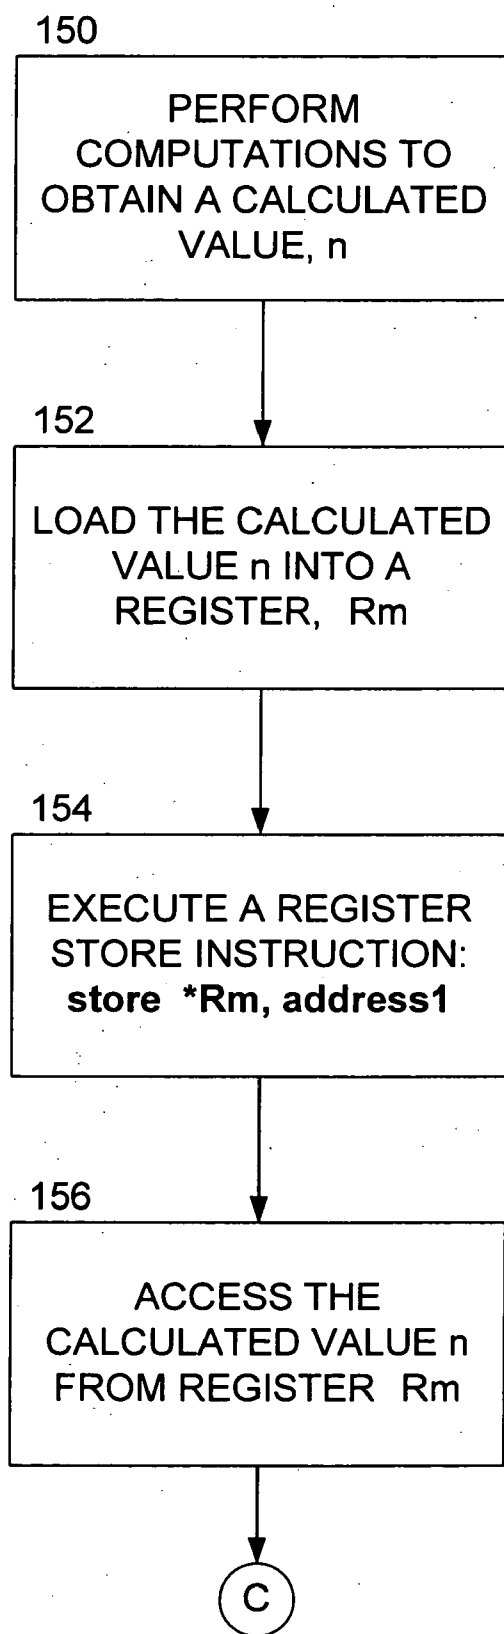 150
PERFORM
COMPUTATIONS TO
OBTAIN A CALCULATED
VALUE, n
152
LOAD THE CALCULATED
VALUE n INTO A
REGISTER, Rm
154
EXECUTE A REGISTER
STORE INSTRUCTION:
store *Rm, address1
156
ACCESS THE
CALCULATED VALUE n
FROM REGISTER Rm
C